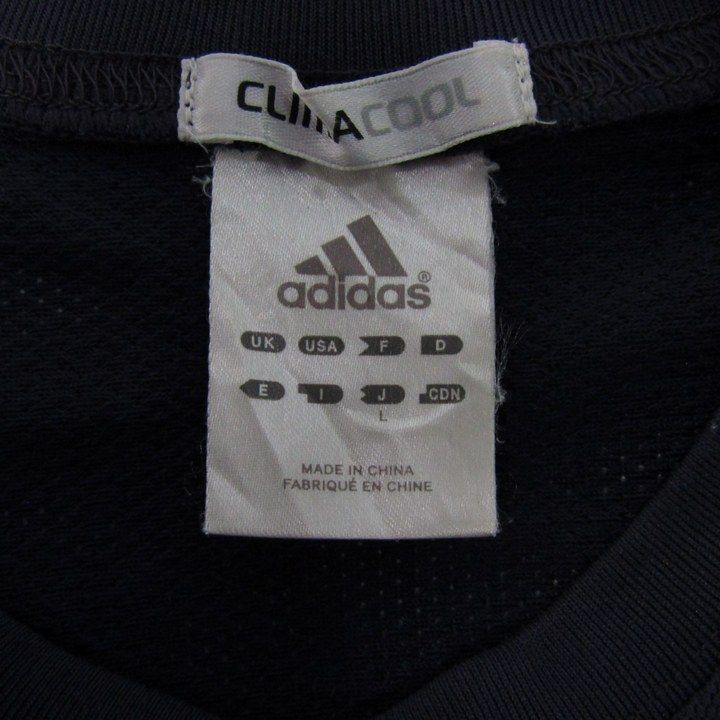 CLIMACOOL
adidas®
UK USA F D
E I J CDN
L
MADE IN CHINA
FABRIQUÉ EN CHINE